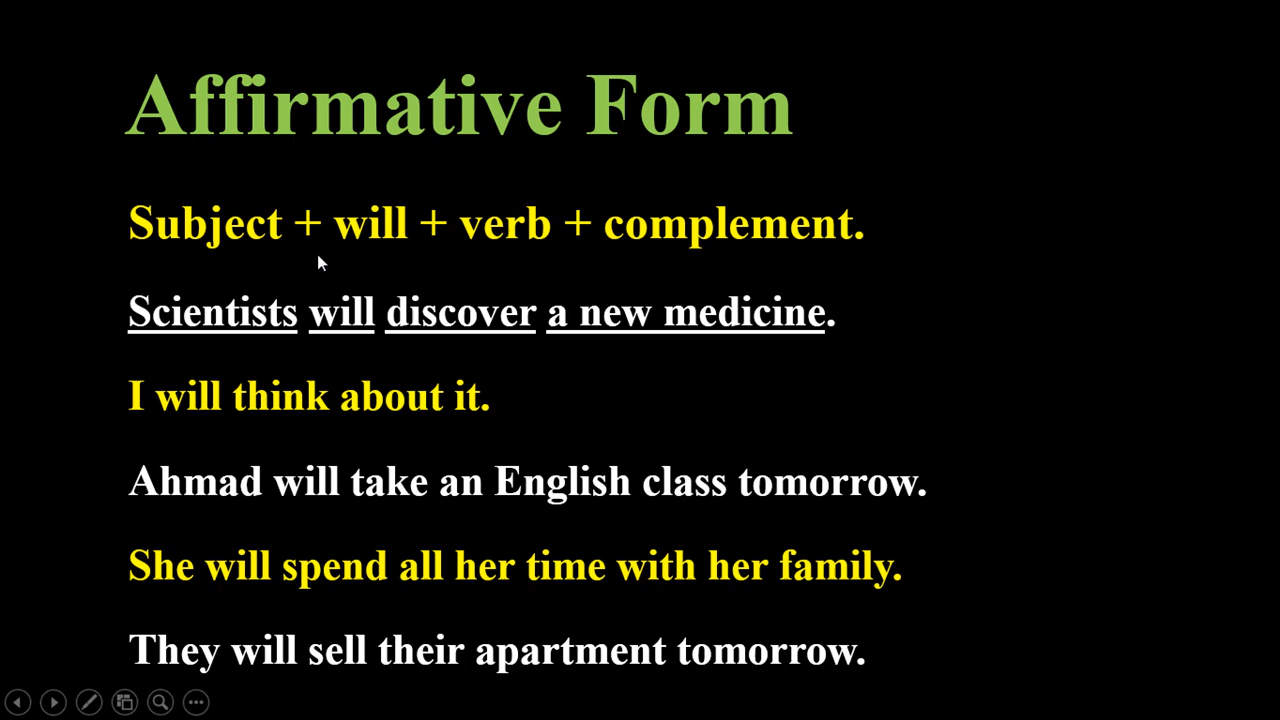 Affirmative Form
Subject + will + verb + complement.
Scientists will discover a new medicine.
I will think about it.
Ahmad will take an English class tomorrow.
She will spend all her time with her family.
They will sell their apartment tomorrow.